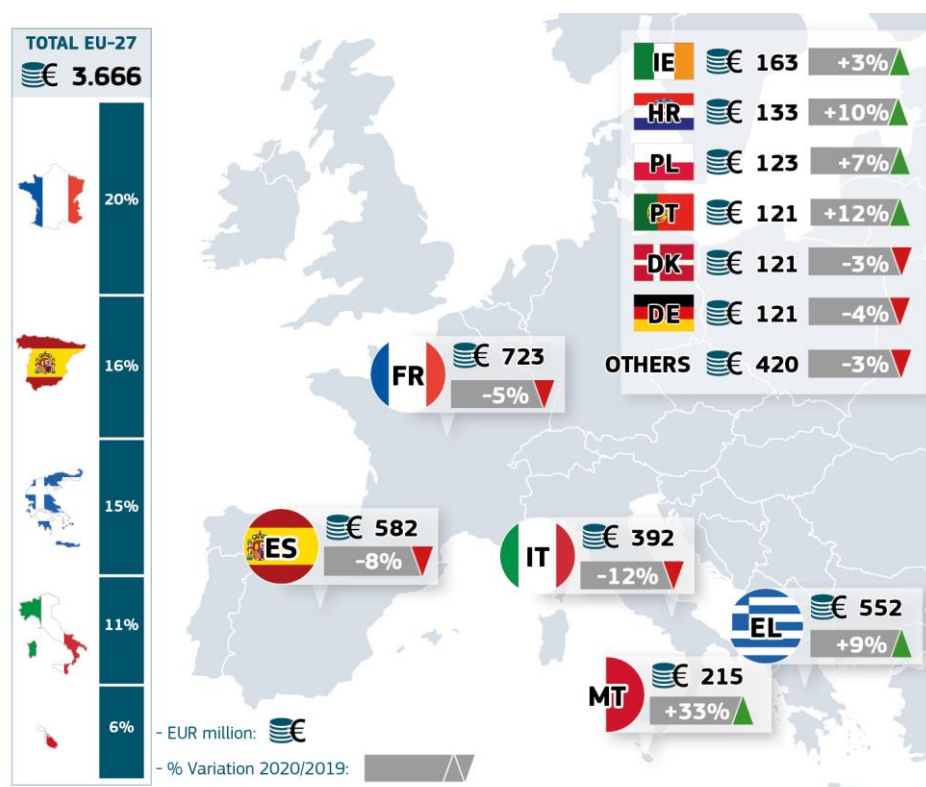 TOTAL EU-27
€ 3.666
20%
16%
15%
11%
6%
IE € 163 +3%
HR € 133 +10%
PL € 123 +7%
PT € 121 +12%
DK € 121 -3%
DE € 121 -4%
OTHERS € 420 -3%
FR € 723
-5%
ES € 582
-8%
IT € 392
-12%
EL € 552
+9%
MT € 215
+33%
- EUR million: €
- % Variation 2020/2019: